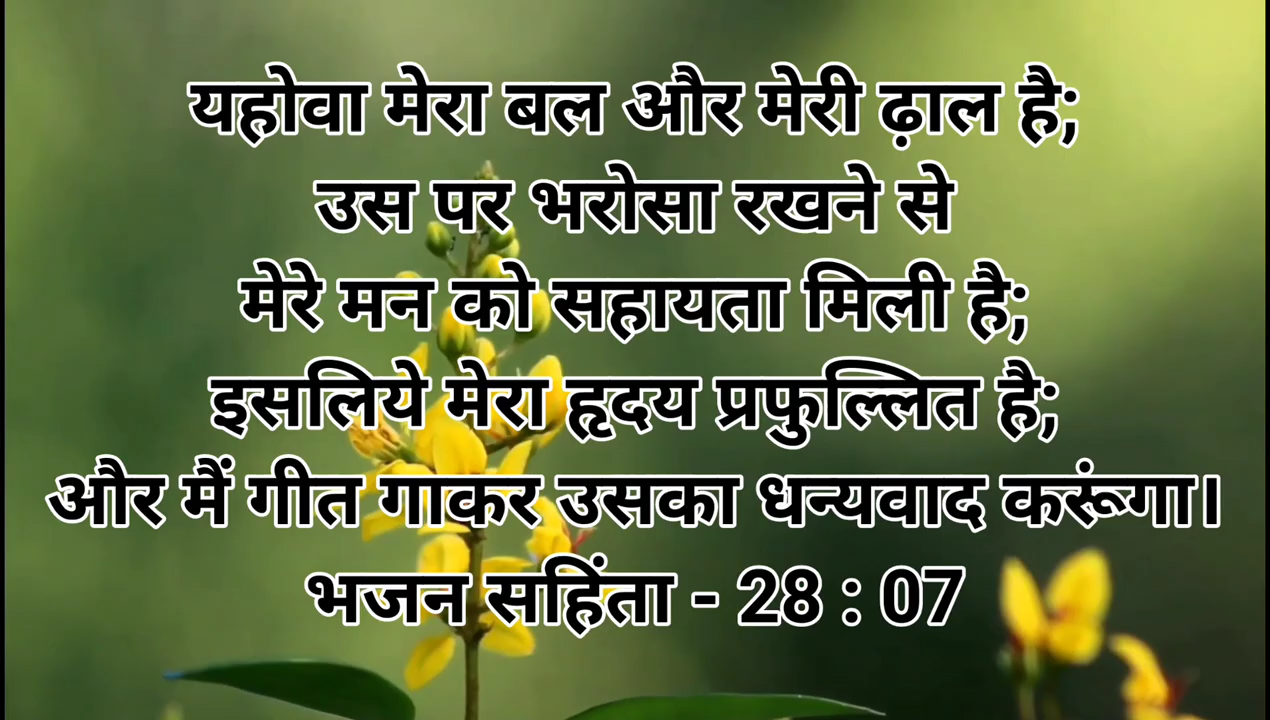 यहोवा मेरा बल और मेरी ढ़ाल है;
उस पर भरोसा रखने से
मेरे मन को सहायता मिली है;
इसलिये मेरा हृदय प्रफुल्लित है;
और मैं गीत गाकर उसका धन्यवाद करूंगा।
भजन सहिंता - 28 : 07